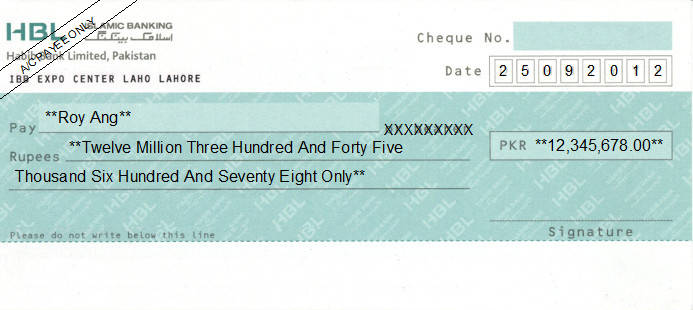 A/C PAYEE ONLY
HBL ISLAMIC BANKING
اسلامک بینکنگ
Habib Bank Limited, Pakistan
IBB EXPO CENTER LAHO LAHORE
Cheque No.
Date 2 5 0 9 2 0 1 2
Pay **Roy Ang** XXXXXXXXX
Rupees **Twelve Million Three Hundred And Forty Five
Thousand Six Hundred And Seventy Eight Only**
PKR **12,345,678.00**
Signature
Please do not write below this line